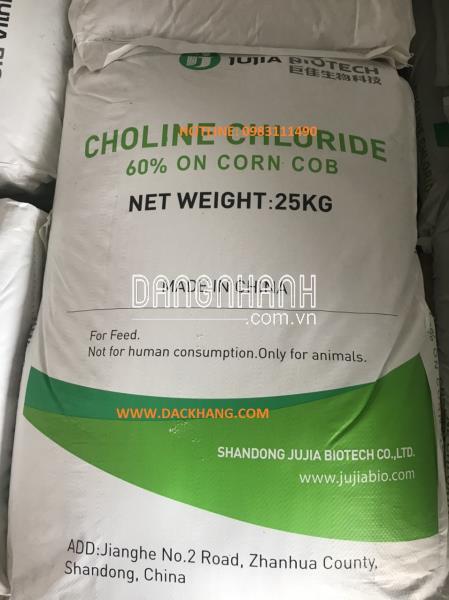 JUJIA BIOTECH
巨佳生物科技
HOTLINE: 0983111490
CHOLINE CHLORIDE
60% ON CORN COB
NET WEIGHT:25KG
MADE IN CHINA
DANGNHANH
.com.vn
For Feed.
Not for human consumption.Only for animals.
WWW.DACKHANG.COM
SHANDONG JUJIA BIOTECH CO.,LTD.
www.jujiabio.com
ADD:Jianghe No.2 Road, Zhanhua County,
Shandong, China